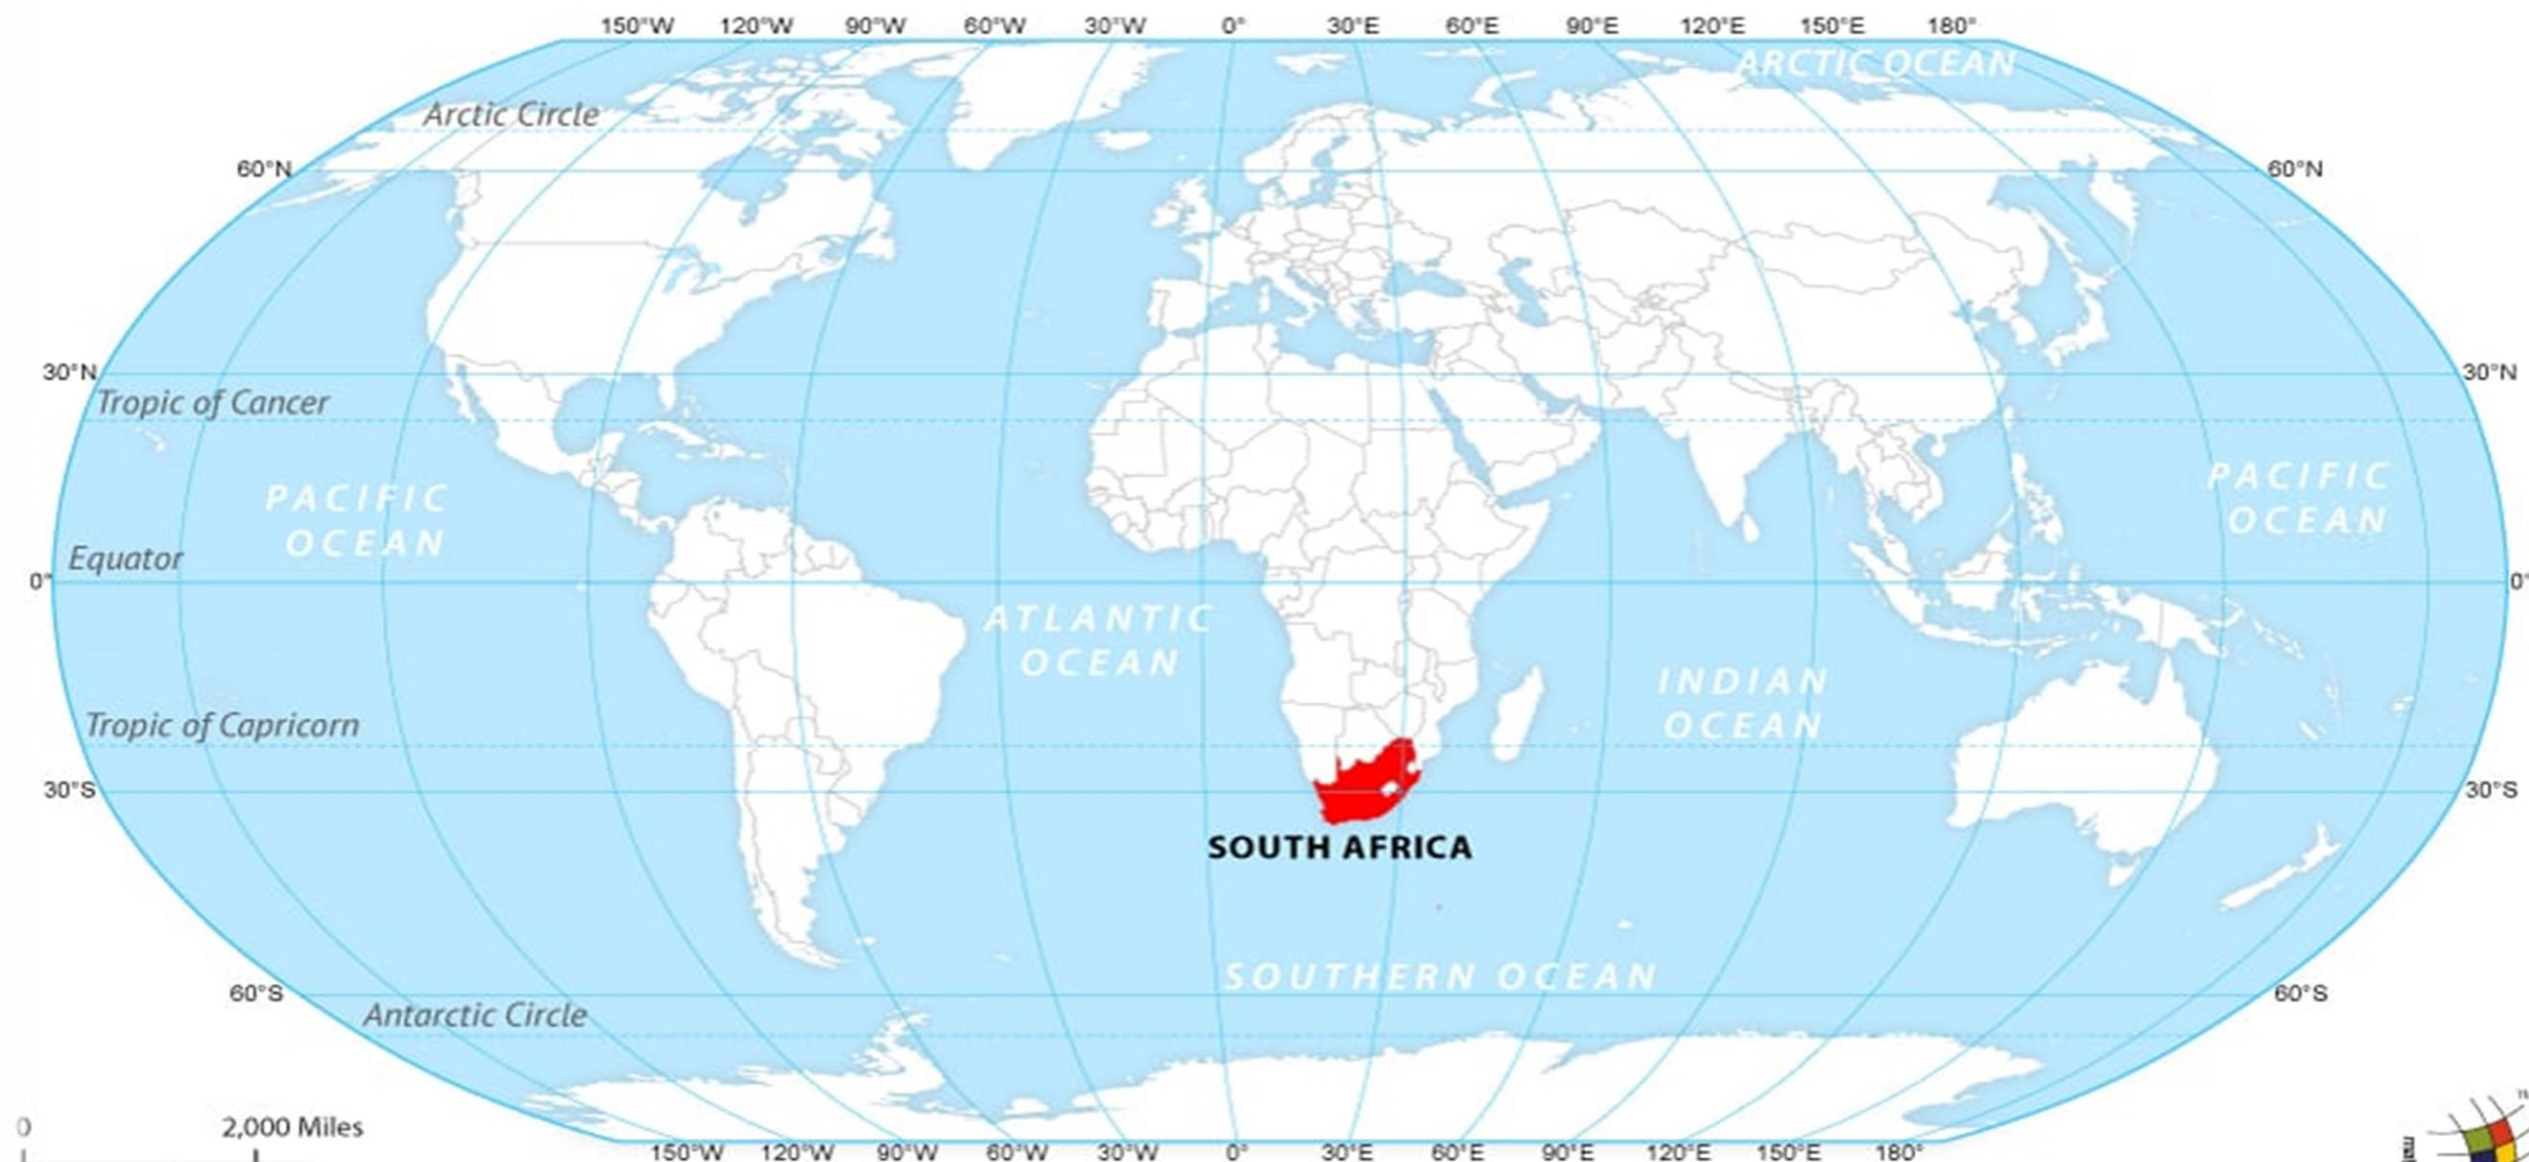 150°W 120°W 90°W 60°W 30°W 0° 30°E 60°E 90°E 120°E 150°E 180°
ARCTIC OCEAN
Arctic Circle
60°N 60°N
30°N 30°N
Tropic of Cancer
PACIFIC
OCEAN
PACIFIC
OCEAN
Equator
0° 0°
ATLANTIC
OCEAN
INDIAN
OCEAN
Tropic of Capricorn
30°S 30°S
SOUTH AFRICA
SOUTHERN OCEAN
60°S 60°S
Antarctic Circle
0 2,000 Miles
150°W 120°W 90°W 60°W 30°W 0° 30°E 60°E 90°E 120°E 150°E 180°